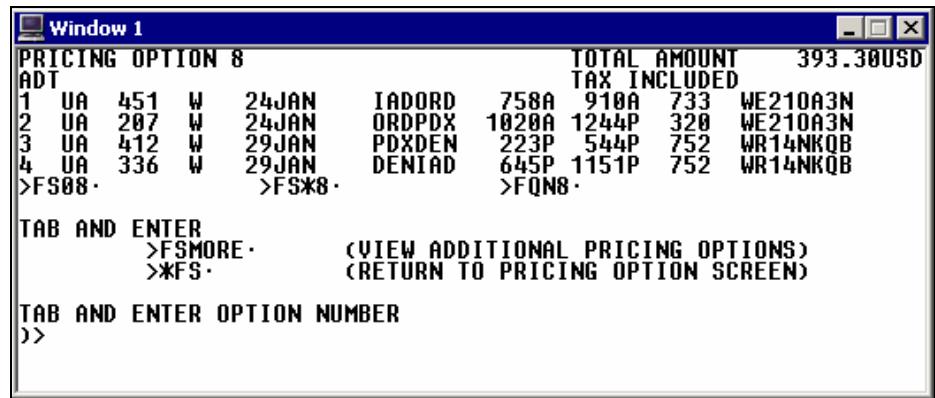 Window 1
PRICING OPTION 8 TOTAL AMOUNT 393.30USD
ADT TAX INCLUDED
1 UA 451 W 24JAN IADORD 758A 910A 733 WE210A3N
2 UA 207 W 24JAN ORDPDX 1020A 1244P 320 WE210A3N
3 UA 412 W 29JAN PDXDEN 223P 544P 752 WR14NKQB
4 UA 336 W 29JAN DENIAD 645P 1151P 752 WR14NKQB
>FS08· >FS*8· >FQN8·
TAB AND ENTER
>FSMORE· (VIEW ADDITIONAL PRICING OPTIONS)
>*FS· (RETURN TO PRICING OPTION SCREEN)
TAB AND ENTER OPTION NUMBER
)>